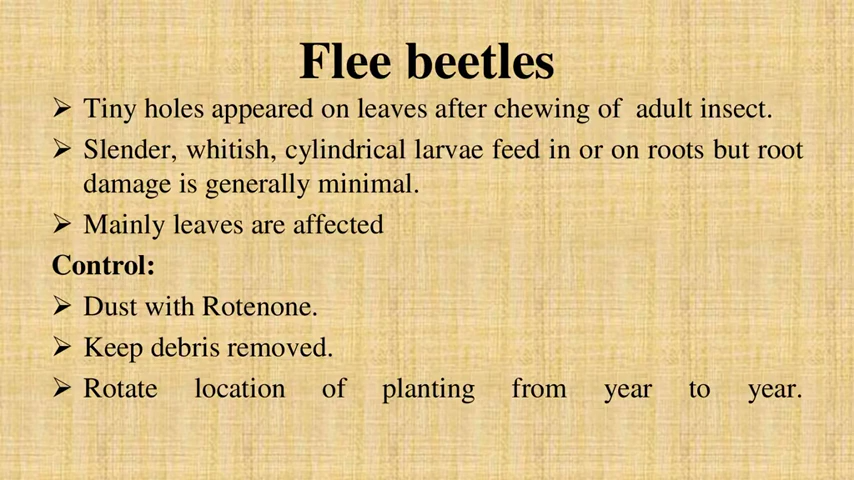 Flee beetles
➢ Tiny holes appeared on leaves after chewing of  adult insect.
➢ Slender, whitish, cylindrical larvae feed in or on roots but root
damage is generally minimal.
➢ Mainly leaves are affected
Control:
➢ Dust with Rotenone.
➢ Keep debris removed.
➢ Rotate location of planting from year to year.